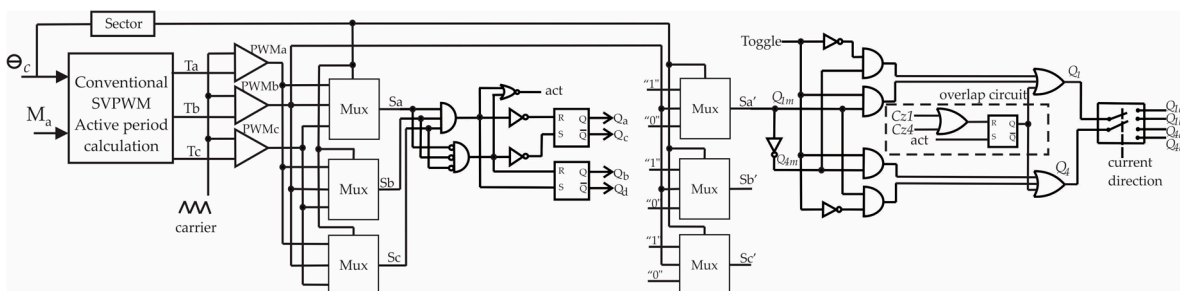 Sector
Θc
Ma
Conventional
SVPWM
Active period
calculation
Ta
Tb
Tc
PWMa
PWMb
PWMc
carrier
Mux
Mux
Mux
Sa
Sb
Sc
act
R Q
S Q
R Q
S Q
Qa
Qc
Qb
Qd
"1"
"0"
Mux
Sa'
"1"
"0"
Mux
Sb'
"1"
"0"
Mux
Sc'
Toggle
Q1m
Q4m
overlap circuit
Cz1
Cz4
act
R Q
S Q
Q1
Q4
current
direction